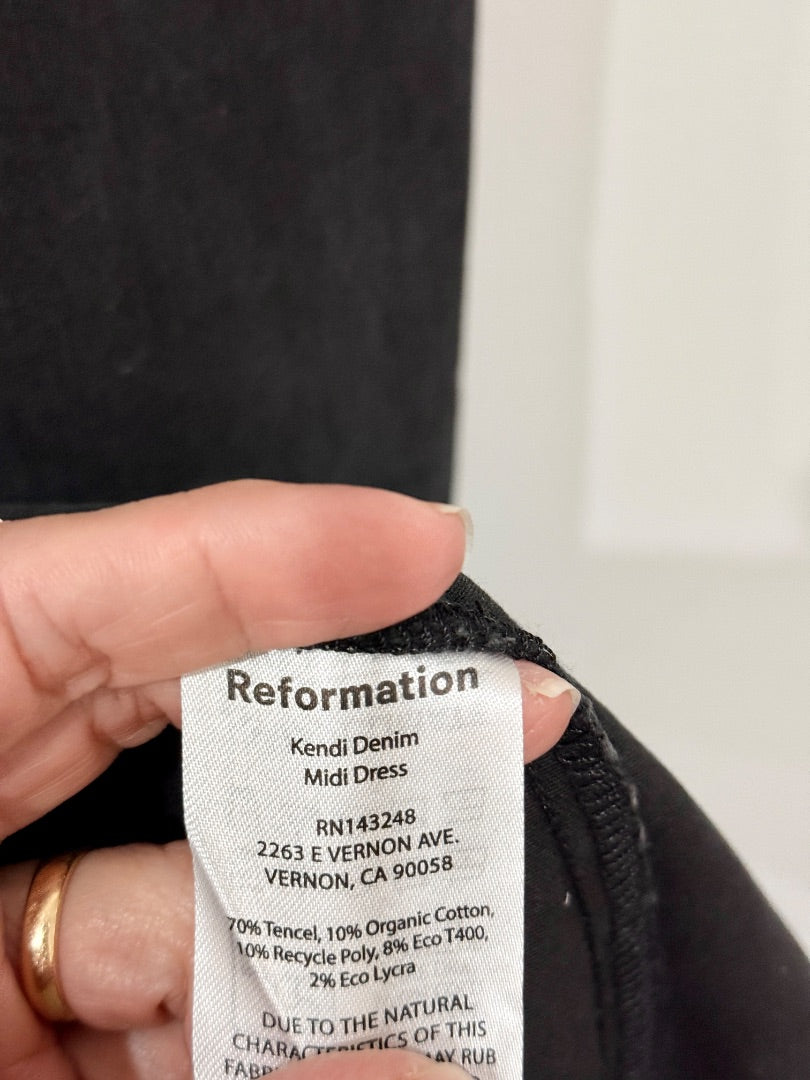 Reformation
Kendi Denim
Midi Dress
RN143248
2263 E VERNON AVE.
VERNON, CA 90058
70% Tencel, 10% Organic Cotton,
10% Recycle Poly, 8% Eco T400,
2% Eco Lycra
DUE TO THE NATURAL
CHARACTERISTICS OF THIS
RUB